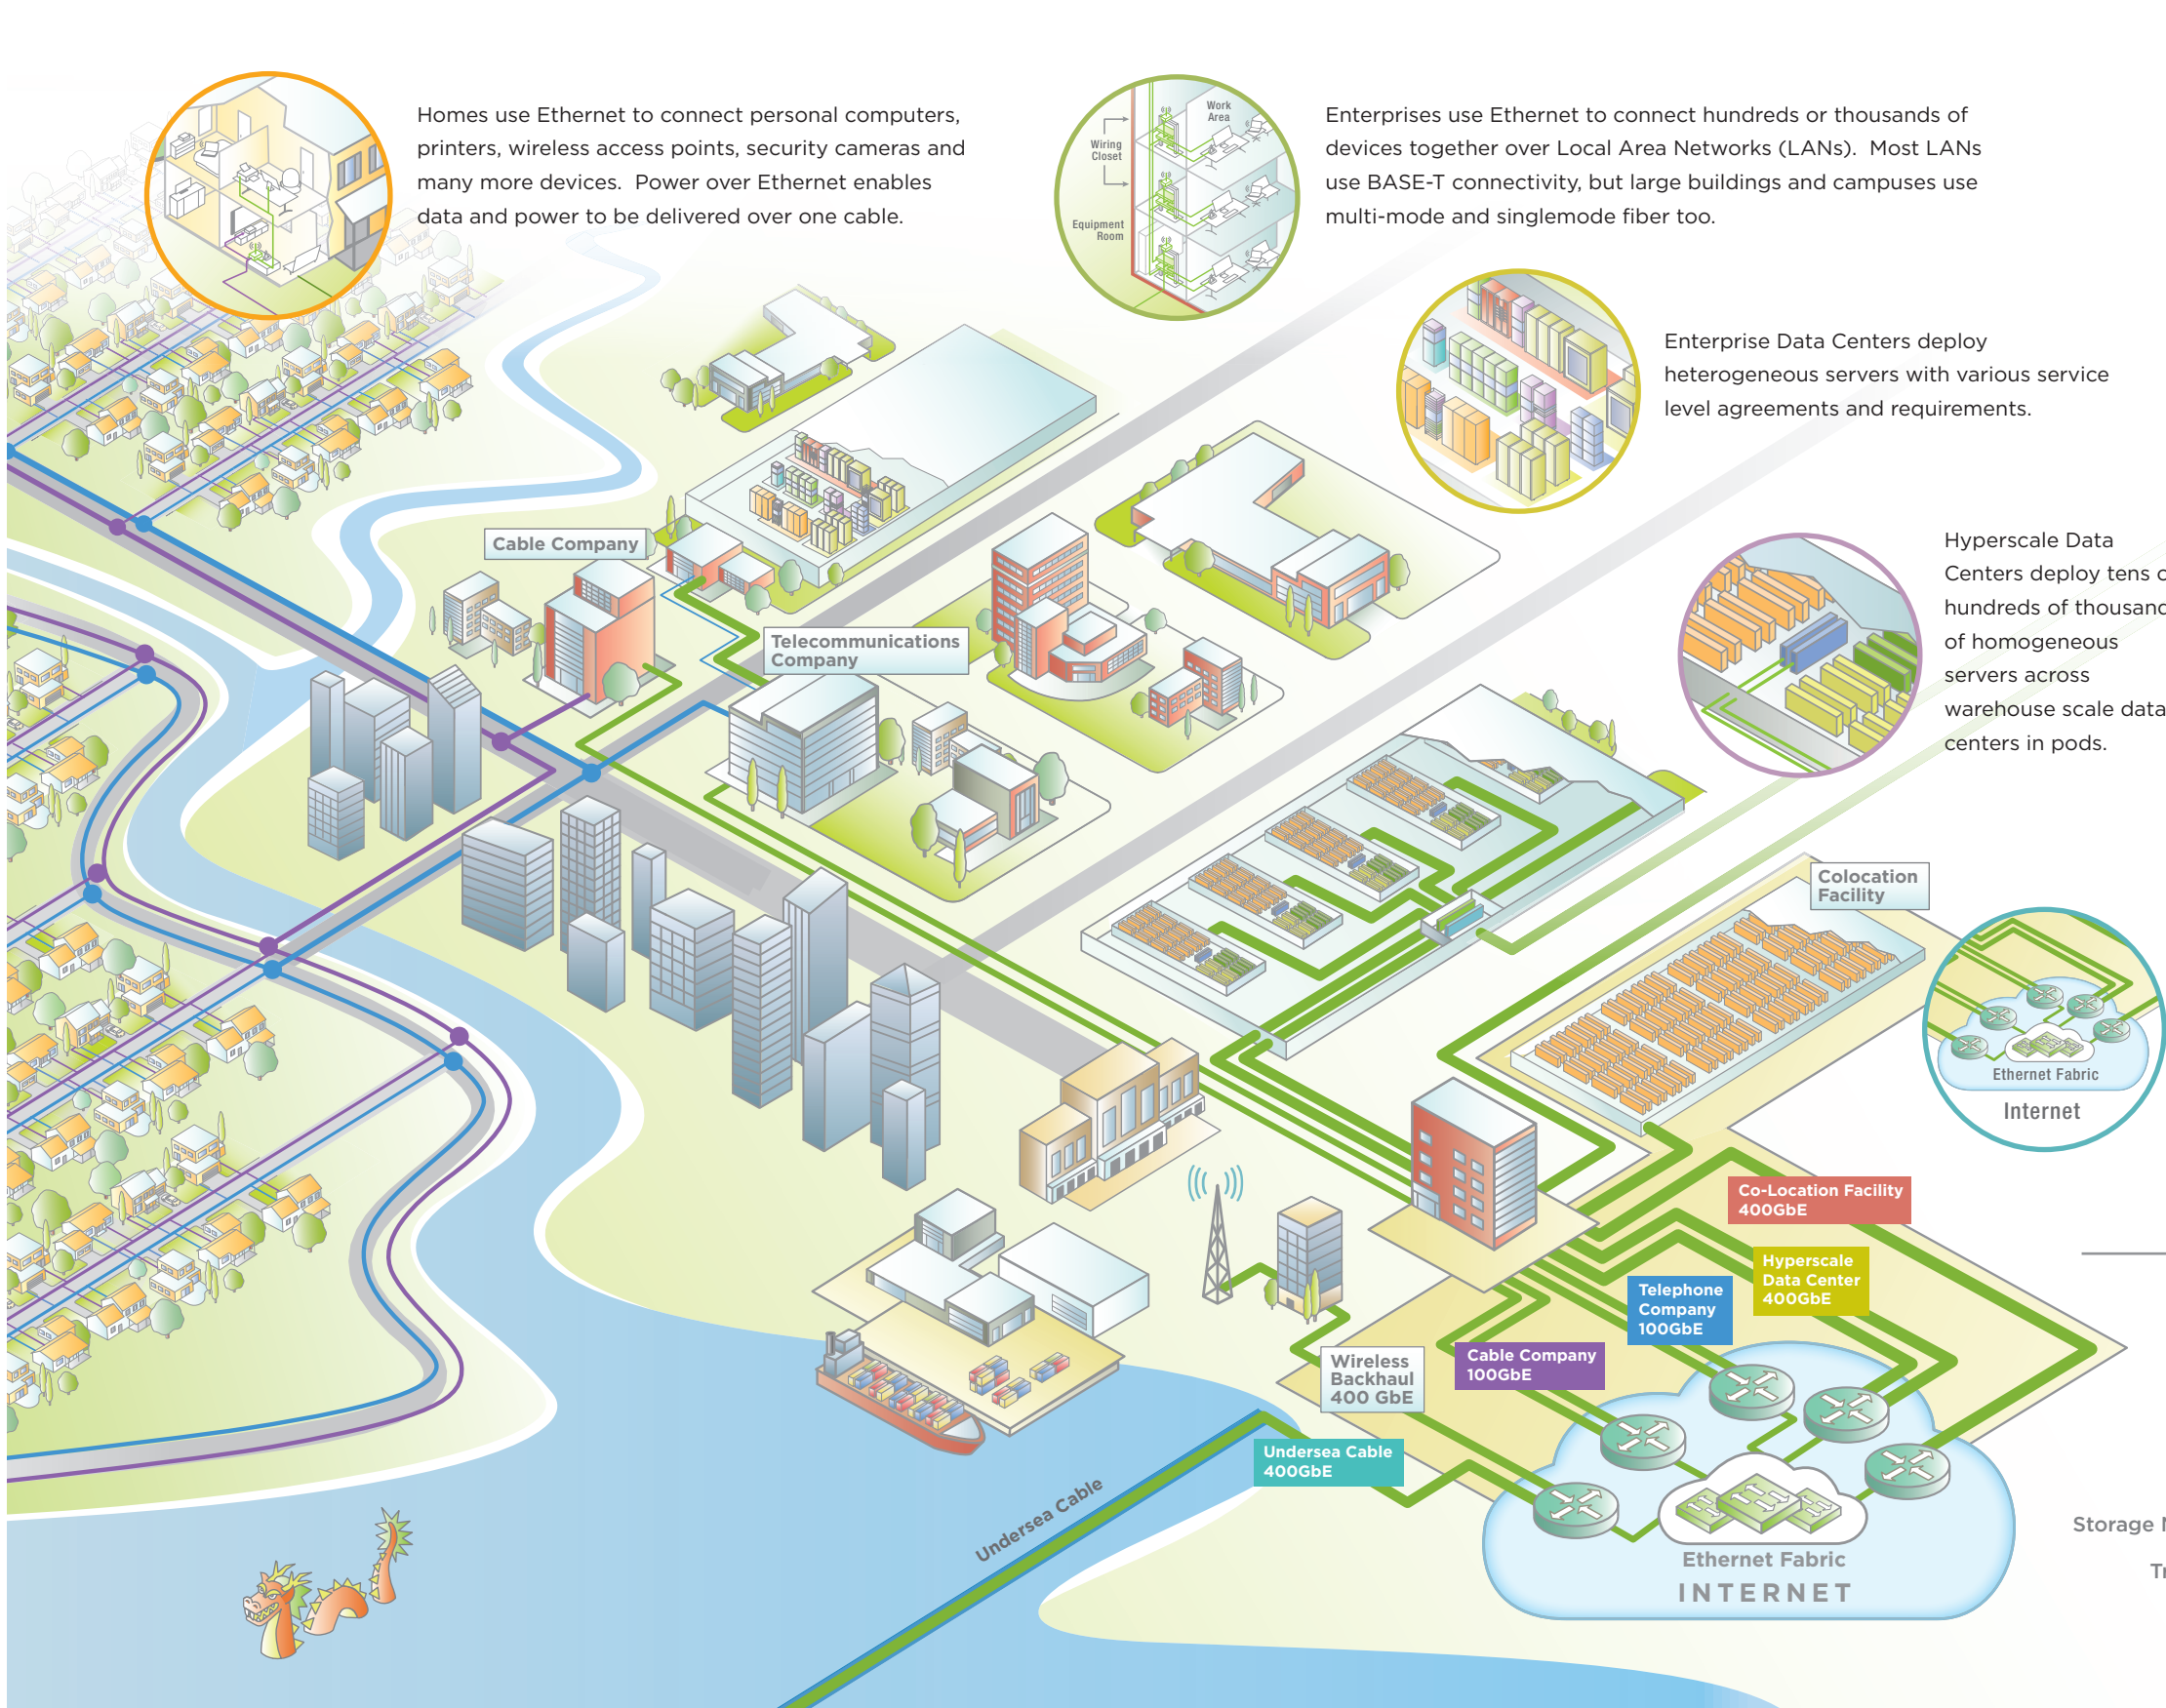 Homes use Ethernet to connect personal computers,
printers, wireless access points, security cameras and
many more devices. Power over Ethernet enables
data and power to be delivered over one cable.
Work
Area
Wiring
Closet
Equipment
Room
Enterprises use Ethernet to connect hundreds or thousands of
devices together over Local Area Networks (LANs). Most LANs
use BASE-T connectivity, but large buildings and campuses use
multi-mode and singlemode fiber too.
Enterprise Data Centers deploy
heterogeneous servers with various service
level agreements and requirements.
Hyperscale Data
Centers deploy tens
hundreds of
of homogeneous
servers across
warehouse scale data
centers in pods.
Cable Company
Telecommunications
Company
Colocation
Facility
Ethernet Fabric
Internet
Co-Location Facility
400GbE
Hyperscale
Data Center
400GbE
Telephone
Company
100GbE
Cable Company
100GbE
Wireless
Backhaul
400 GbE
Undersea Cable
400GbE
Undersea Cable
Ethernet Fabric
INTERNET
Storage